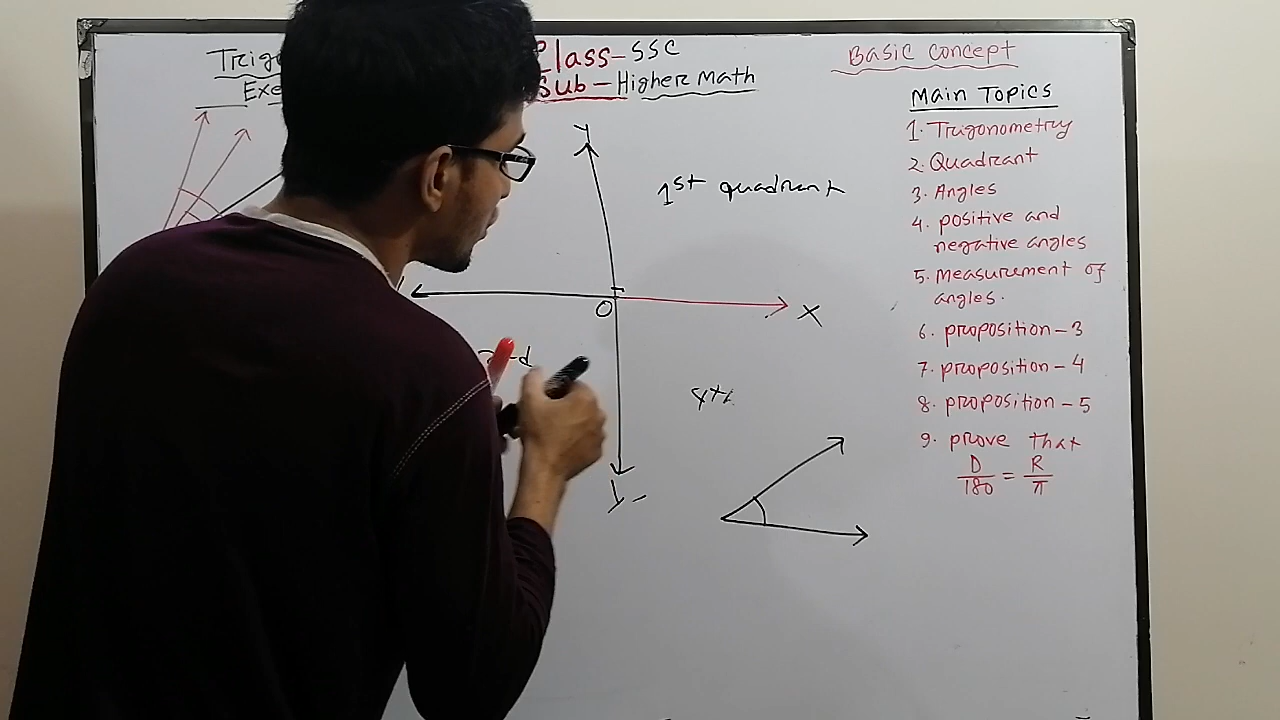 Class-SSC
Sub-Higher Math
Basic Concept
Main Topics
1. Trigonometry
2. Quadrant
3. Angles
4. positive and
negative angles
5. Measurement of
angles.
6. proposition-3
7. proposition-4
8. proposition-5
9. prove that
D/180 = R/π
Y
1st quadrant
O
X
4th
Y-